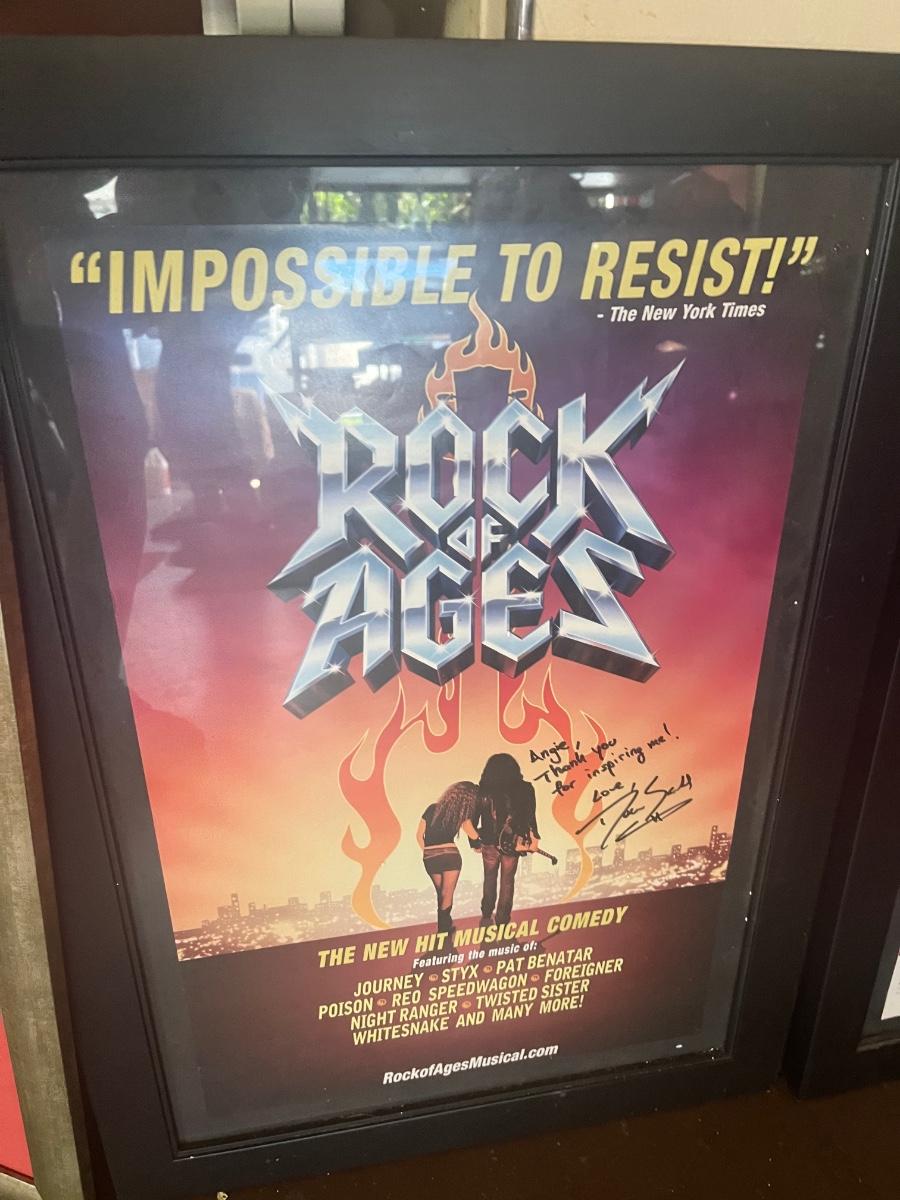 “IMPOSSIBLE TO RESIST!”
- The New York Times
ROCK
OF
AGES
Angie,
Thank you
for inspiring me!
Love,
THE NEW HIT MUSICAL COMEDY
Featuring the music of:
JOURNEY • STYX • PAT BENATAR
POISON • REO SPEEDWAGON • FOREIGNER
NIGHT RANGER • TWISTED SISTER
WHITESNAKE AND MANY MORE!
RockofAgesMusical.com